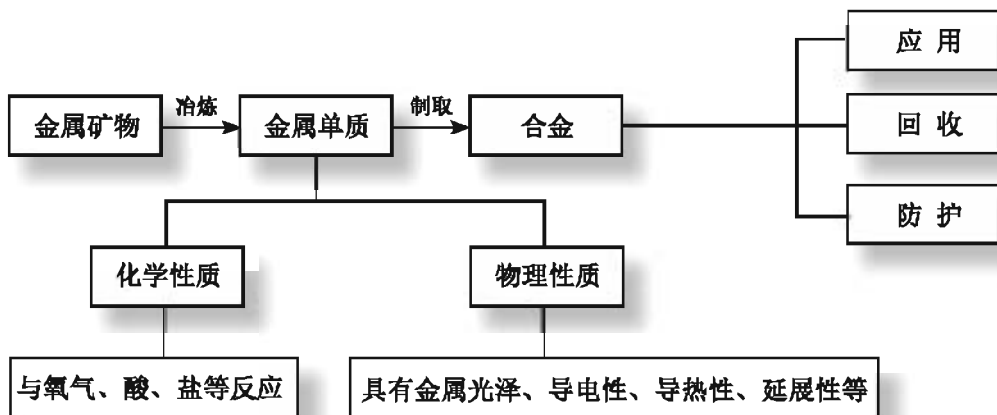 应用
冶炼
制取
金属矿物
金属单质
合金
回收
防护
化学性质
物理性质
与氧气、酸、盐等反应
具有金属光泽、导电性、导热性、延展性等